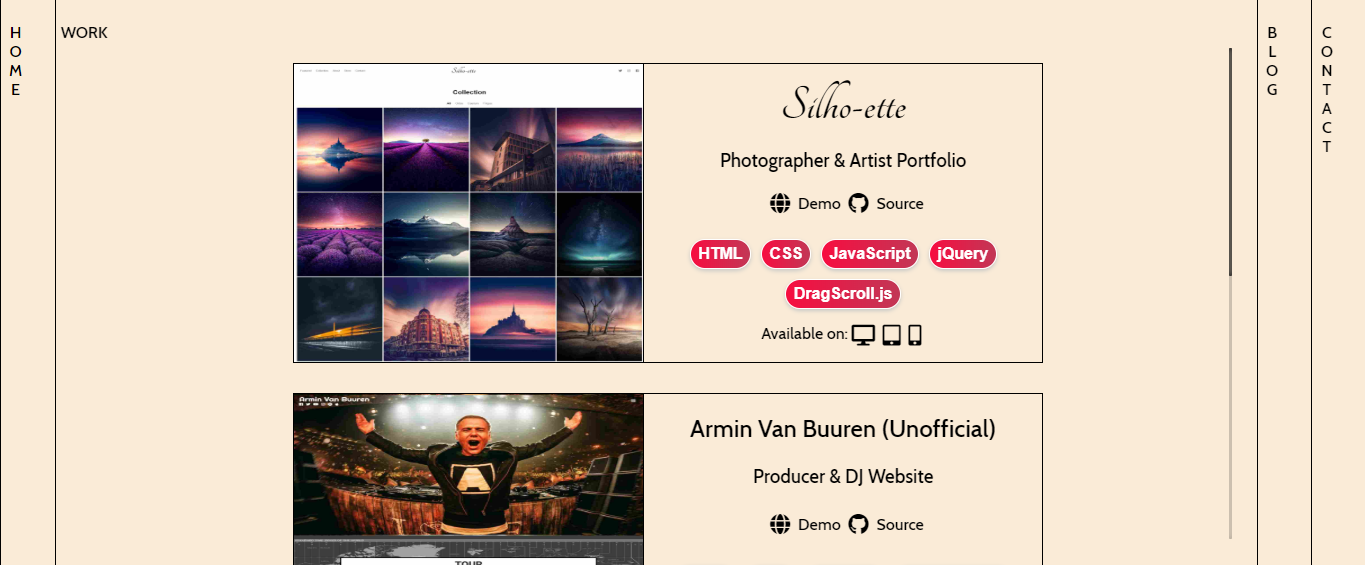 HOME
WORK
BLOG
CONTACT
Silho-ette
Collection
Silho-ette
Photographer & Artist Portfolio
Demo Source
HTML CSS JavaScript jQuery
DragScroll.js
Available on:
Armin Van Buuren
TOUR
Armin Van Buuren (Unofficial)
Producer & DJ Website
Demo Source